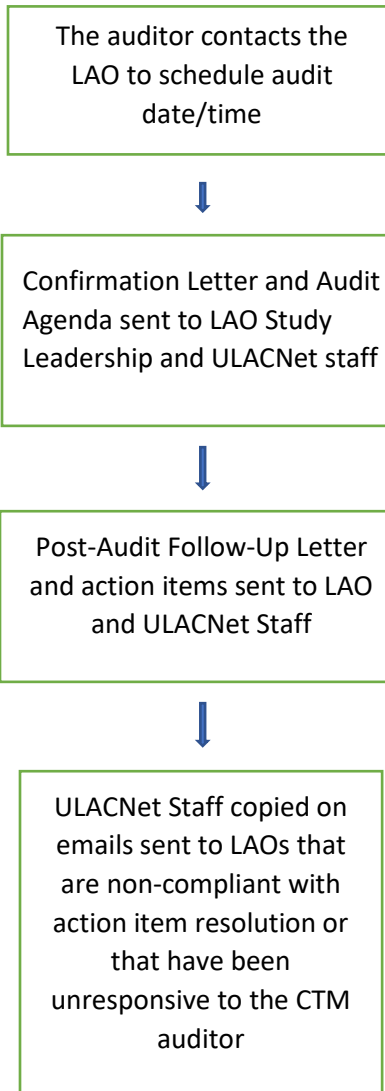 The auditor contacts the
LAO to schedule audit
date/time
Confirmation Letter and Audit
Agenda sent to LAO Study
Leadership and ULACNet staff
Post-Audit Follow-Up Letter
and action items sent to LAO
and ULACNet Staff
ULACNet Staff copied on
emails sent to LAOs that
are non-compliant with
action item resolution or
that have been
unresponsive to the CTM
auditor